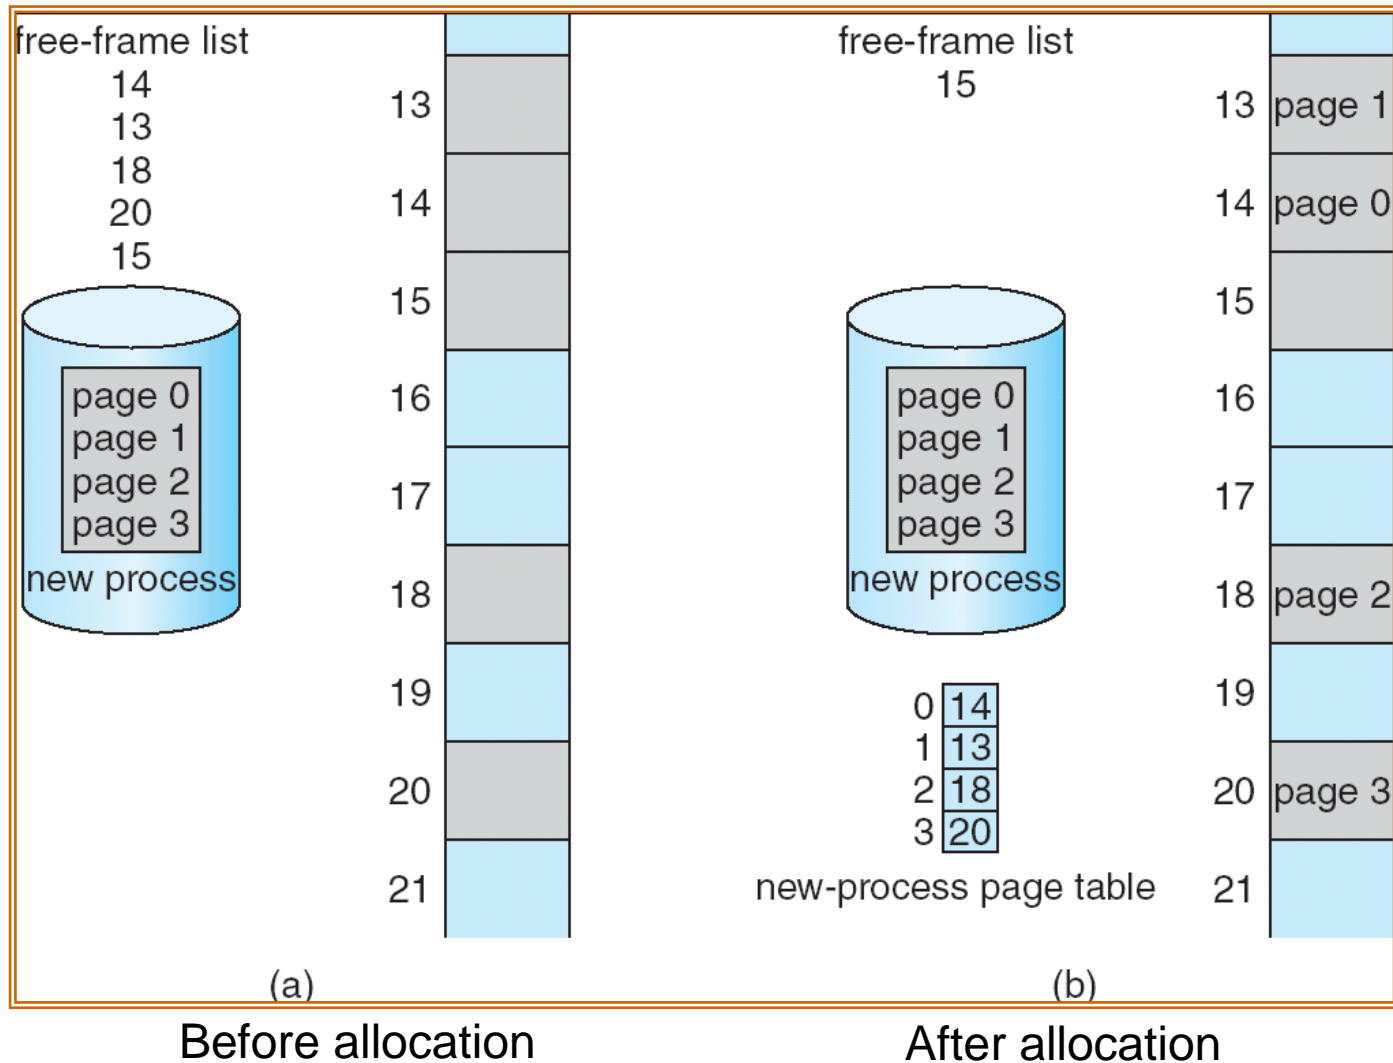 free-frame list
14
13
18
20
15
page 0
page 1
page 2
page 3
new process
13
14
15
16
17
18
19
20
21
(a)
Before allocation
free-frame list
15
page 0
page 1
page 2
page 3
new process
0 14
1 13
2 18
3 20
new-process page table
13 page 1
14 page 0
15
16
17
18 page 2
19
20 page 3
21
(b)
After allocation